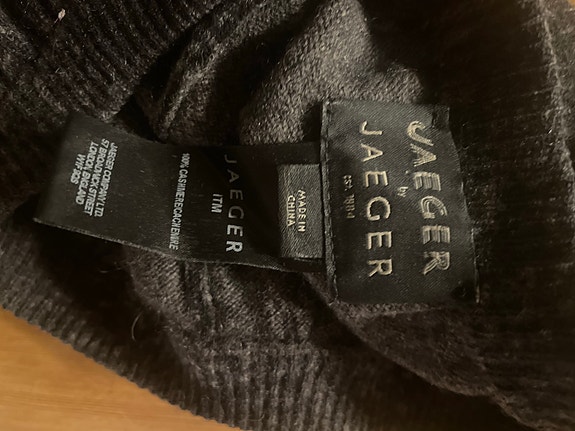 JAEGER
by
JAEGER
EST 1884
MADE IN
CHINA
JAEGER
ITM
100% CASHMERE/CACHEMIRE
JAEGER COMPANY LTD.
57 BROADWICK STREET
LONDON, ENGLAND
W1F 9QS